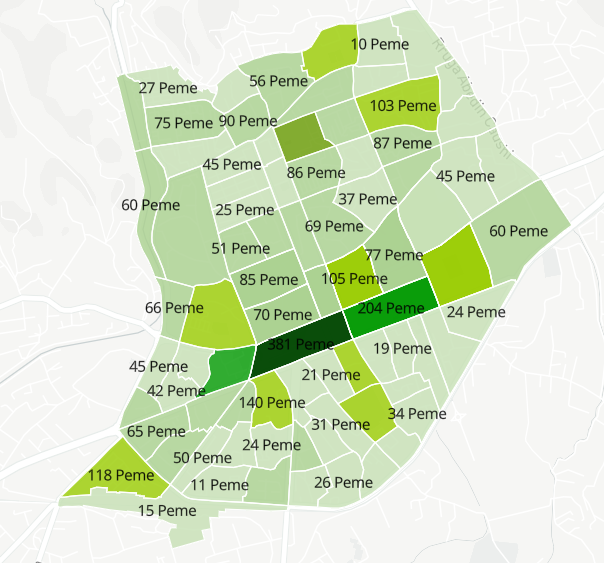 10 Peme
56 Peme
27 Peme
103 Peme
75 Peme
90 Peme
87 Peme
45 Peme
86 Peme
45 Peme
37 Peme
60 Peme
25 Peme
69 Peme
60 Peme
51 Peme
77 Peme
85 Peme
105 Peme
66 Peme
70 Peme
204 Peme
24 Peme
381 Peme
19 Peme
45 Peme
21 Peme
42 Peme
140 Peme
34 Peme
31 Peme
65 Peme
24 Peme
50 Peme
118 Peme
11 Peme
26 Peme
15 Peme